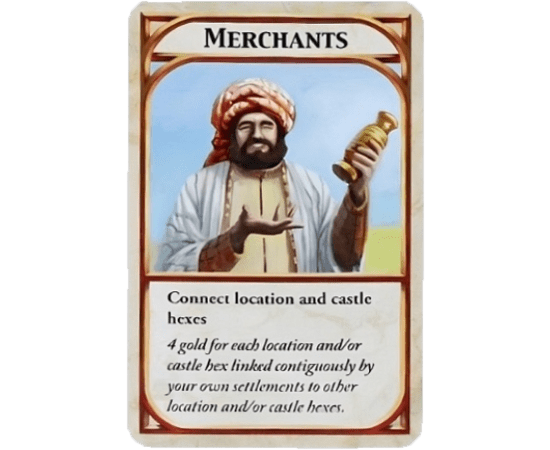 MERCHANTS
Connect location and castle
hexes
4 gold for each location and/or
castle hex linked contiguously by
your own settlements to other
location and/or castle hexes.